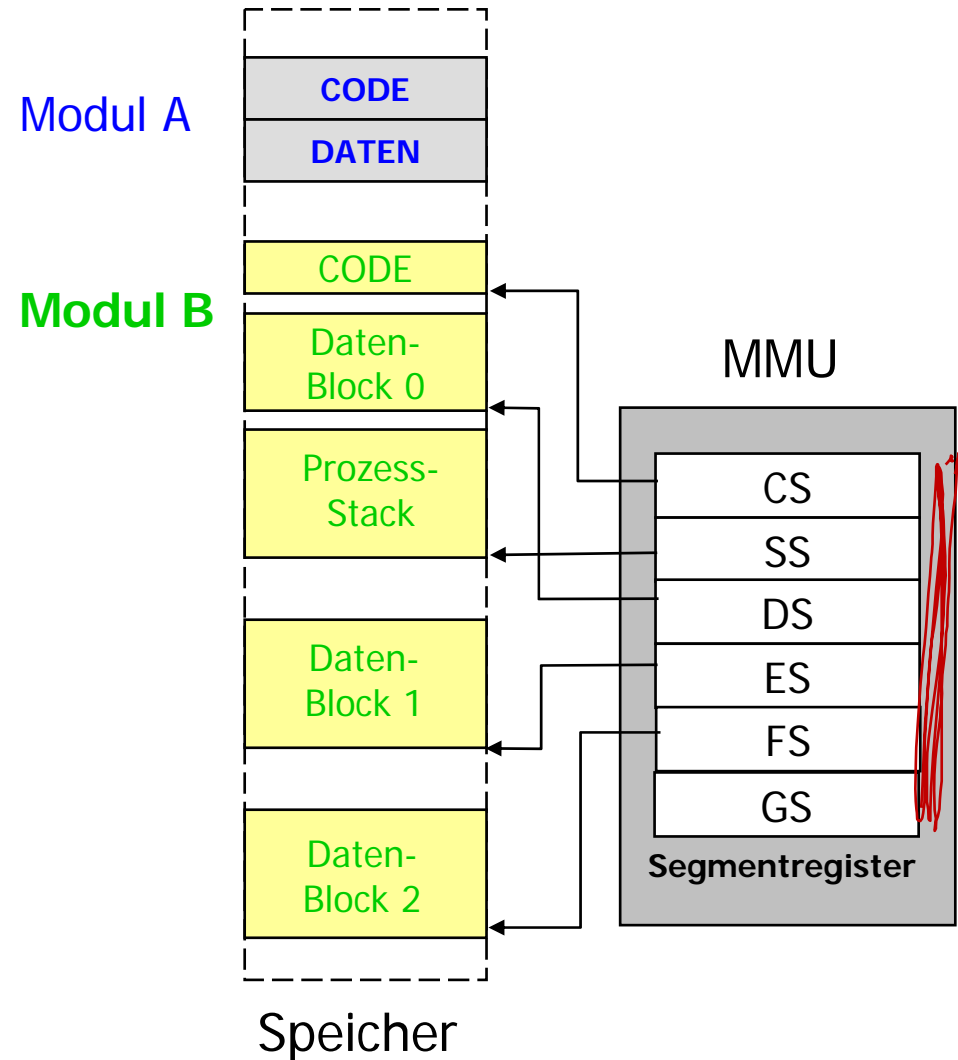 Modul A
CODE
DATEN
Modul B
CODE
Daten-
Block 0
Prozess-
Stack
Daten-
Block 1
Daten-
Block 2
Speicher
MMU
CS
SS
DS
ES
FS
GS
Segmentregister